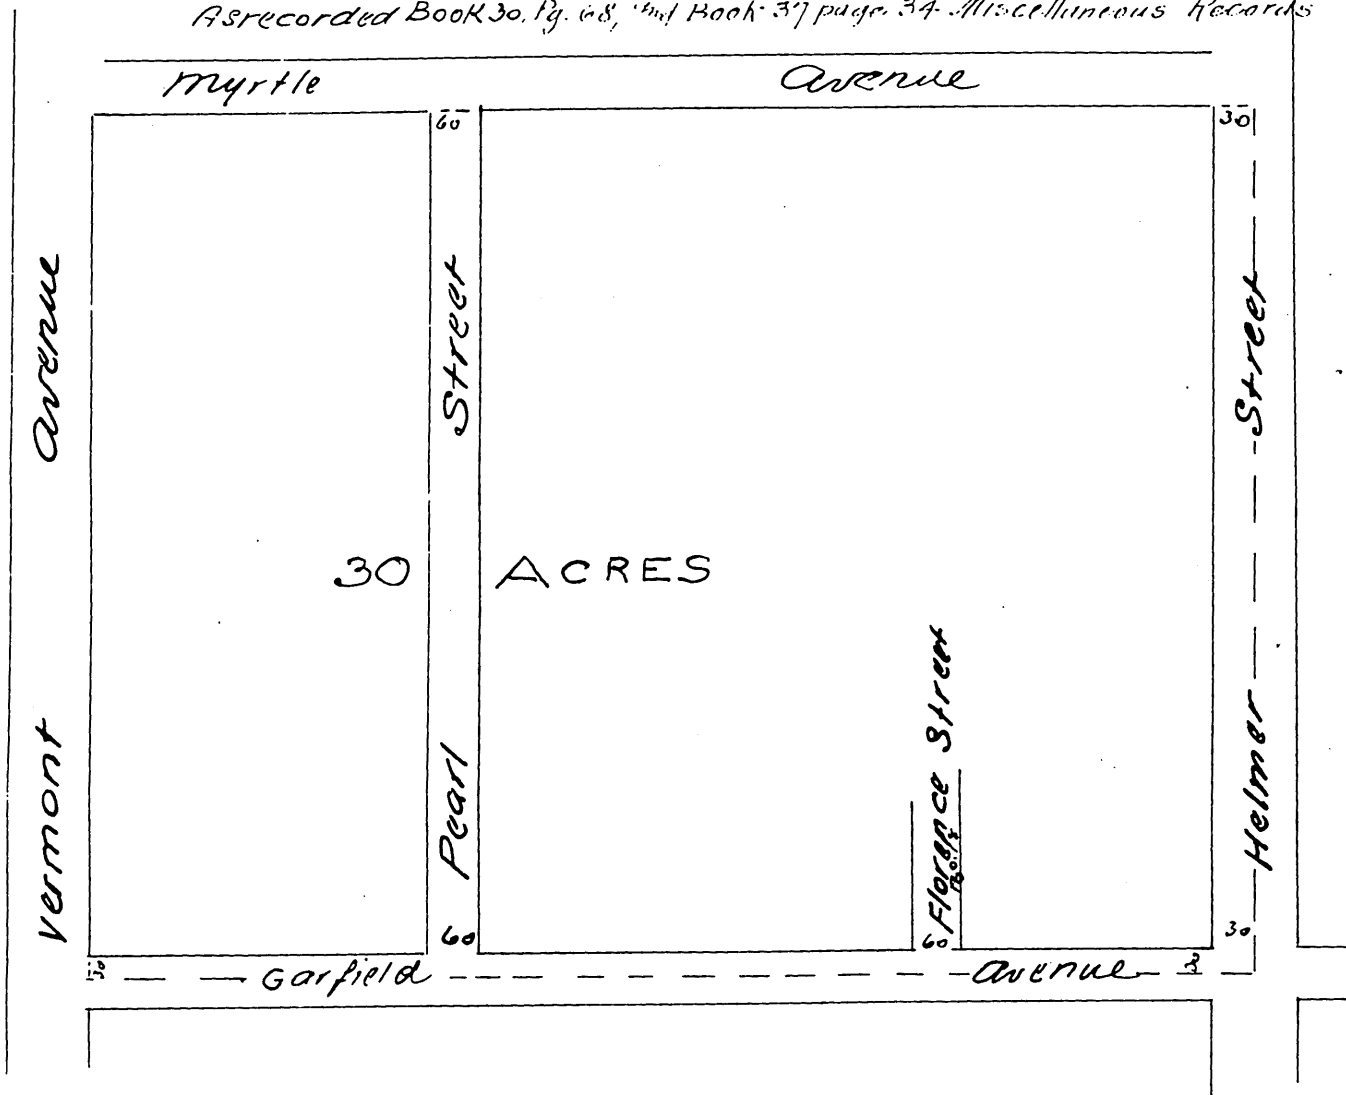 As recorded Book 30. Pg. 68, and Book 37 page. 34. Miscellaneous Records
Myrtle Avenue
60
30
Vermont Avenue
Pearl Street
Helmer Street
30 ACRES
Florence Street
60
60
30
30
Garfield Avenue